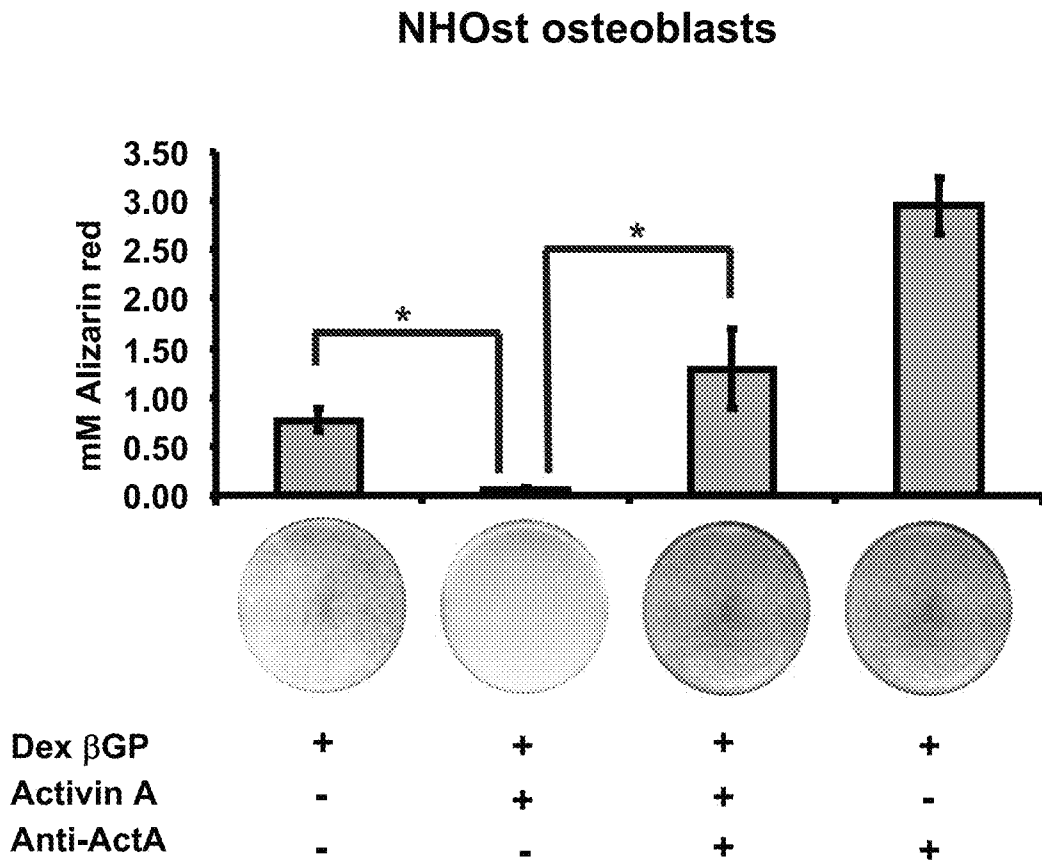 NHOst osteoblasts
mM Alizarin red
3.50
3.00
2.50
2.00
1.50
1.00
0.50
0.00
*
*
Dex βGP + + + +
Activin A - + + -
Anti-ActA - - + +